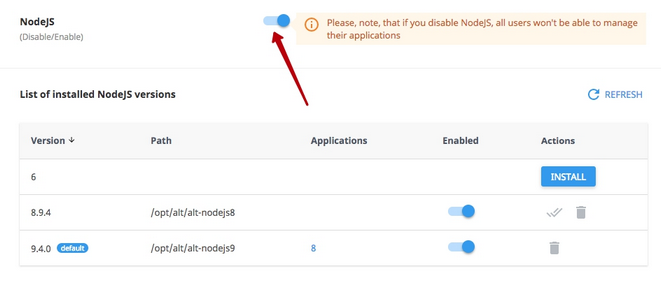 NodeJS
(Disable/Enable)
Please, note, that if you disable NodeJS, all users won't be able to manage
their applications
List of installed NodeJS versions
REFRESH
Version Path Applications Enabled Actions
6 INSTALL
8.9.4 /opt/alt/alt-nodejs8
9.4.0 default /opt/alt/alt-nodejs9 8